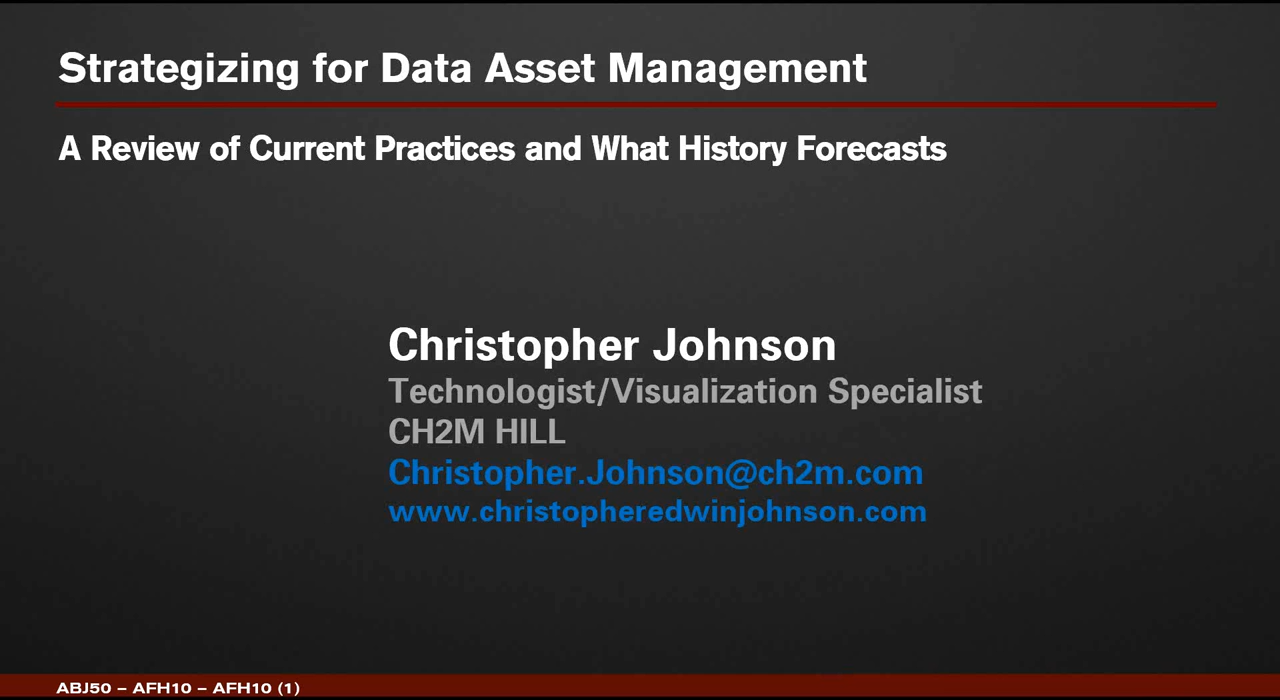 Strategizing for Data Asset Management
A Review of Current Practices and What History Forecasts
Christopher Johnson
Technologist/Visualization Specialist
CH2M HILL
Christopher.Johnson@ch2m.com
www.christopheredwinjohnson.com
ABJ50 – AFH10 – AFH10 (1)